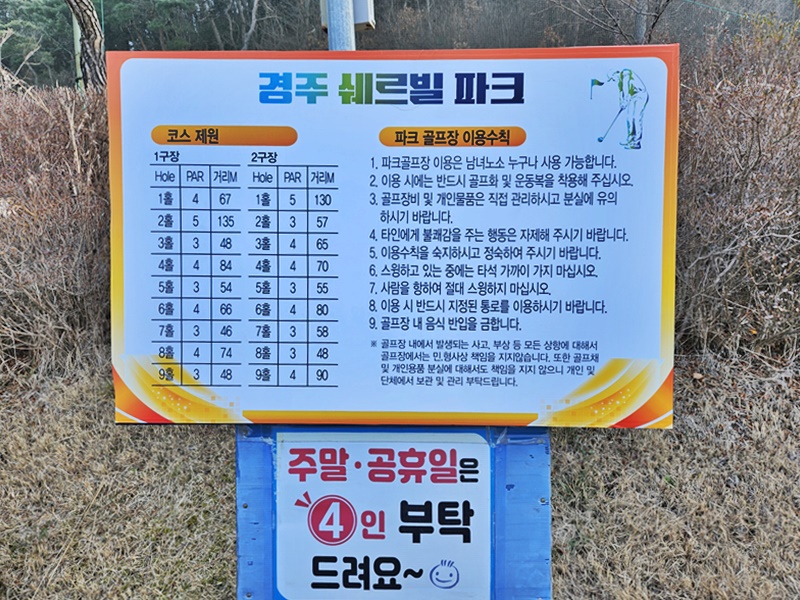 경주 쉐르빌 파크
코스 제원
1구장
Hole PAR 거리M
1홀 4 67
2홀 5 135
3홀 3 48
4홀 4 84
5홀 3 54
6홀 4 66
7홀 3 46
8홀 4 74
9홀 3 48
2구장
Hole PAR 거리M
1홀 5 130
2홀 3 57
3홀 4 65
4홀 4 70
5홀 3 55
6홀 4 80
7홀 3 58
8홀 3 48
9홀 4 90
파크 골프장 이용수칙
1. 파크골프장 이용은 남녀노소 누구나 사용 가능합니다.
2. 이용 시에는 반드시 골프화 및 운동복을 착용해 주십시오.
3. 골프장비 및 개인물품은 직접 관리하시고 분실에 유의
하시기 바랍니다.
4. 타인에게 불쾌감을 주는 행동은 자제해 주시기 바랍니다.
5. 이용수칙을 숙지하시고 정숙하여 주시기 바랍니다.
6. 스윙하고 있는 중에는 타석 가까이 가지 마십시오.
7. 사람을 향하여 절대 스윙하지 마십시오.
8. 이용 시 반드시 지정된 통로를 이용하시기 바랍니다.
9. 골프장 내 음식 반입을 금합니다.
※ 골프장 내에서 발생되는 사고, 부상 등 모든 상항에 대해서
골프장에서는 민,형사상 책임을 지지않습니다. 또한 골프채
및 개인용품 분실에 대해서도 책임을 지지 않으니 개인 및
단체에서 보관 및 관리 부탁드립니다.
주말·공휴일은
4인 부탁
드려요~